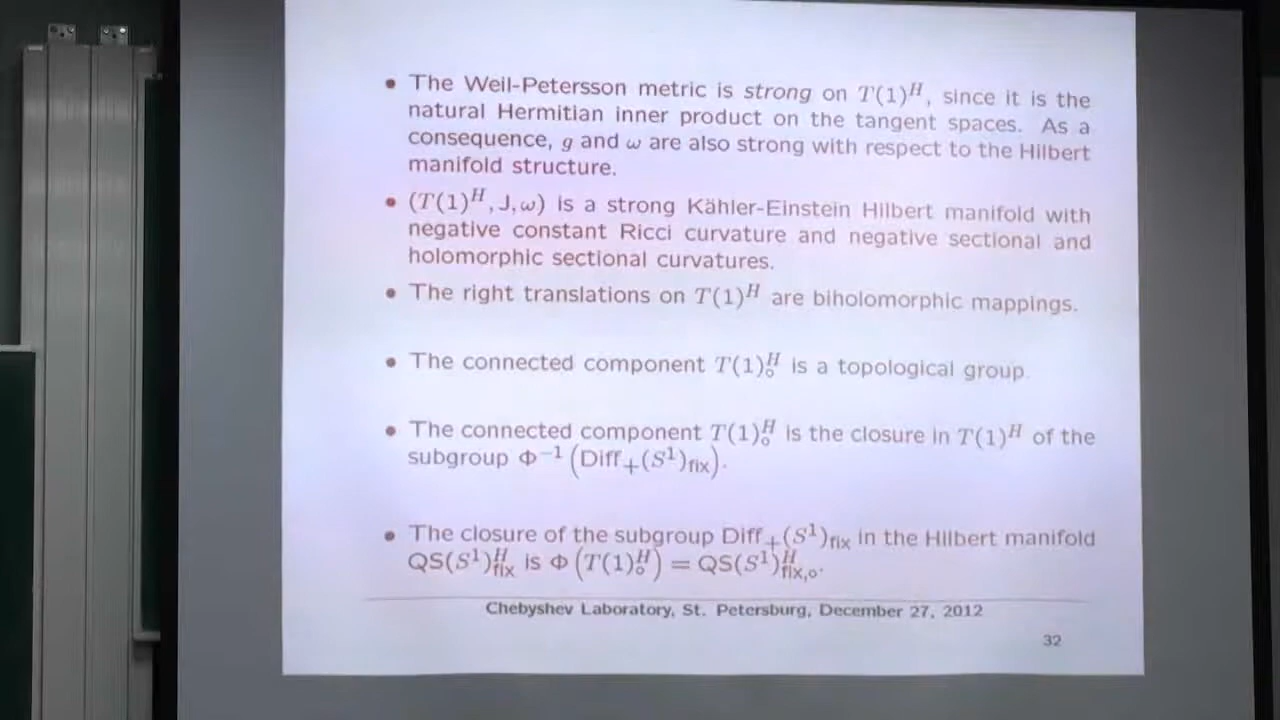 • The Weil-Petersson metric is strong on T(1)^H, since it is the
natural Hermitian inner product on the tangent spaces. As a
consequence, g and ω are also strong with respect to the Hilbert
manifold structure.
• (T(1)^H, J, ω) is a strong Kähler-Einstein Hilbert manifold with
negative constant Ricci curvature and negative sectional and
holomorphic sectional curvatures.
• The right translations on T(1)^H are biholomorphic mappings.
• The connected component T(1)^H_∘ is a topological group.
• The connected component T(1)^H_∘ is the closure in T(1)^H of the
subgroup Φ^−1 (Diff_+(S^1)_fix).
• The closure of the subgroup Diff_+(S^1)_fix in the Hilbert manifold
QS(S^1)^H_fix is Φ (T(1)^H_∘) = QS(S^1)^H_fix,∘.
Chebyshev Laboratory, St. Petersburg, December 27, 2012
32